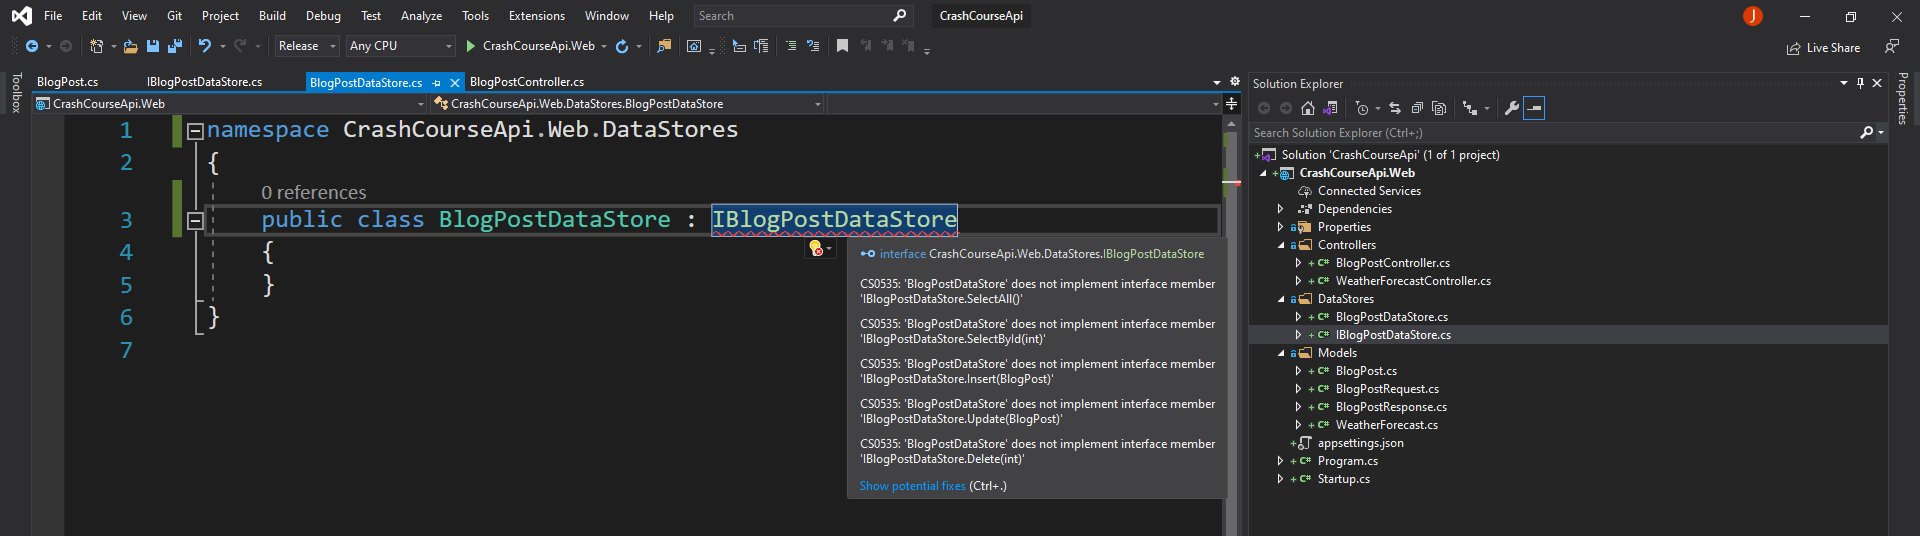 File Edit View Git Project Build Debug Test Analyze Tools Extensions Window Help Search CrashCourseApi J
Release Any CPU CrashCourseApi.Web Live Share
Toolbox
BlogPost.cs IBlogPostDataStore.cs BlogPostDataStore.cs BlogPostController.cs
CrashCourseApi.Web CrashCourseApi.Web.DataStores.BlogPostDataStore
1 namespace CrashCourseApi.Web.DataStores
2 {
0 references
3 public class BlogPostDataStore : IBlogPostDataStore
4 {
5 }
6 }
7
interface CrashCourseApi.Web.DataStores.IBlogPostDataStore
CS0535: 'BlogPostDataStore' does not implement interface member
'IBlogPostDataStore.SelectAll()'
CS0535: 'BlogPostDataStore' does not implement interface member
'IBlogPostDataStore.SelectById(int)'
CS0535: 'BlogPostDataStore' does not implement interface member
'IBlogPostDataStore.Insert(BlogPost)'
CS0535: 'BlogPostDataStore' does not implement interface member
'IBlogPostDataStore.Update(BlogPost)'
CS0535: 'BlogPostDataStore' does not implement interface member
'IBlogPostDataStore.Delete(int)'
Show potential fixes (Ctrl+.)
Solution Explorer
Search Solution Explorer (Ctrl+;)
Solution 'CrashCourseApi' (1 of 1 project)
CrashCourseApi.Web
Connected Services
Dependencies
Properties
Controllers
C# BlogPostController.cs
C# WeatherForecastController.cs
DataStores
C# BlogPostDataStore.cs
C# IBlogPostDataStore.cs
Models
C# BlogPost.cs
C# BlogPostRequest.cs
C# BlogPostResponse.cs
C# WeatherForecast.cs
appsettings.json
C# Program.cs
C# Startup.cs
Properties